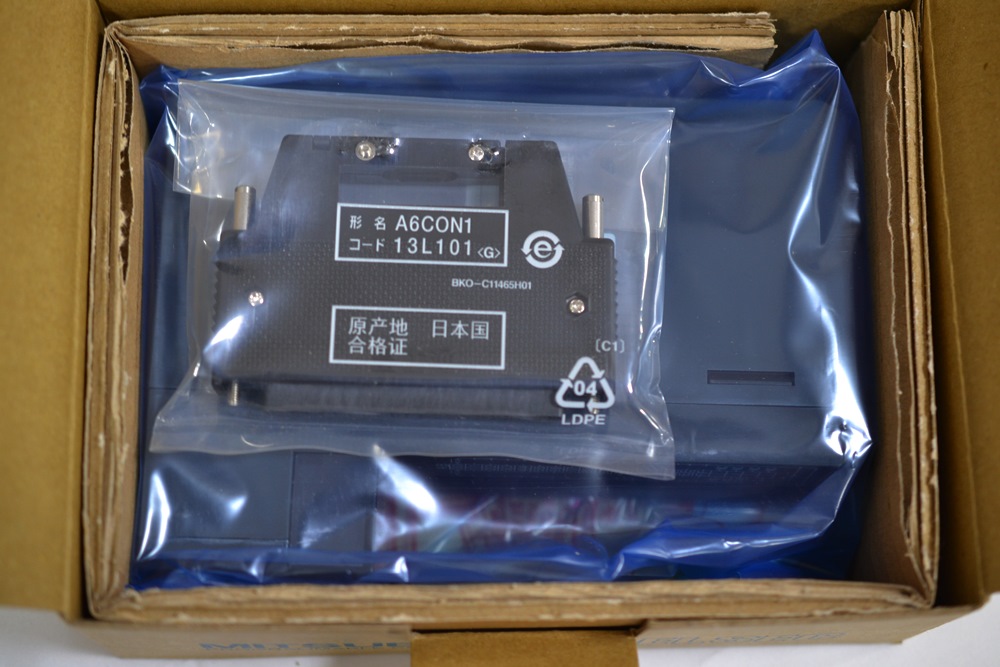 形名 A6CON1
コード 13L101 <G>
e
BKO-C11465H01
原产地 日本国
合格证
[C1]
04
LDPE